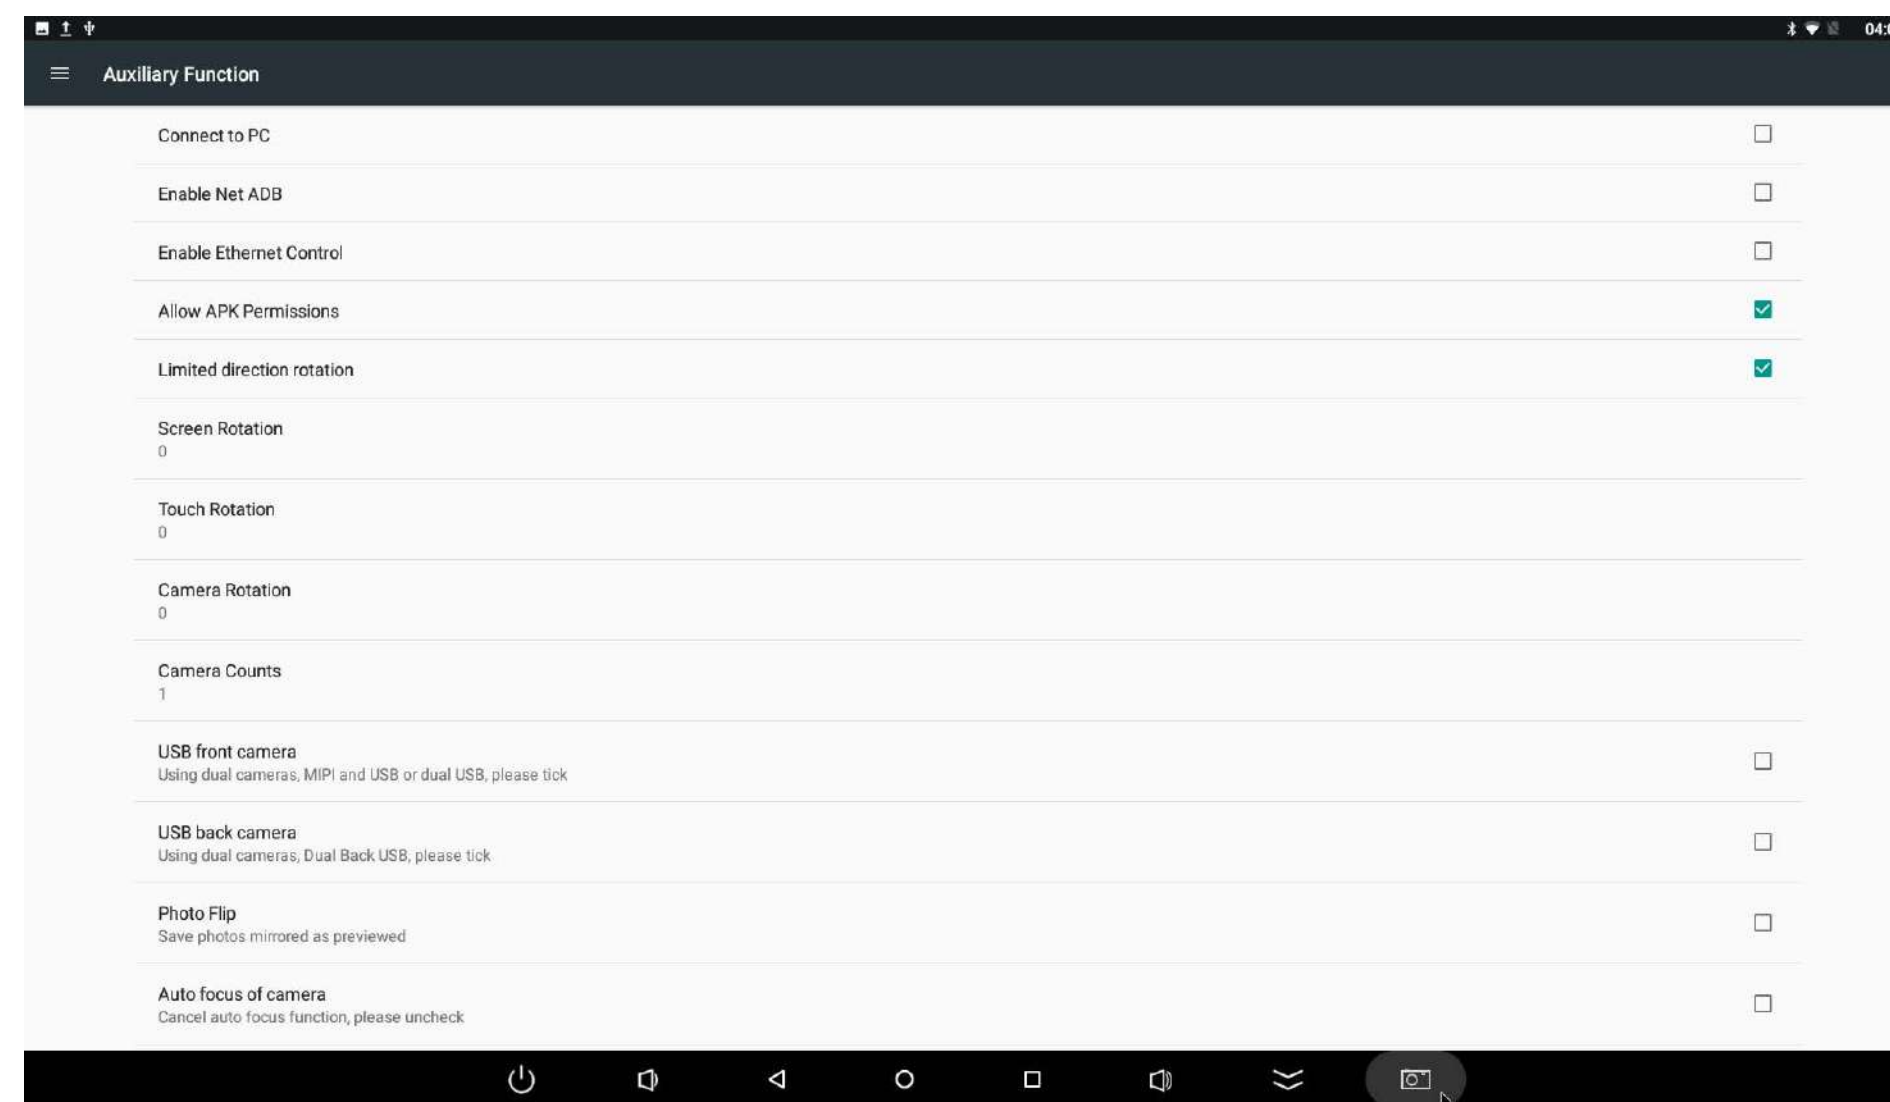 04:
Auxiliary Function
Connect to PC
Enable Net ADB
Enable Ethernet Control
Allow APK Permissions
Limited direction rotation
Screen Rotation
0
Touch Rotation
0
Camera Rotation
0
Camera Counts
1
USB front camera
Using dual cameras, MIPI and USB or dual USB, please tick
USB back camera
Using dual cameras, Dual Back USB, please tick
Photo Flip
Save photos mirrored as previewed
Auto focus of camera
Cancel auto focus function, please uncheck